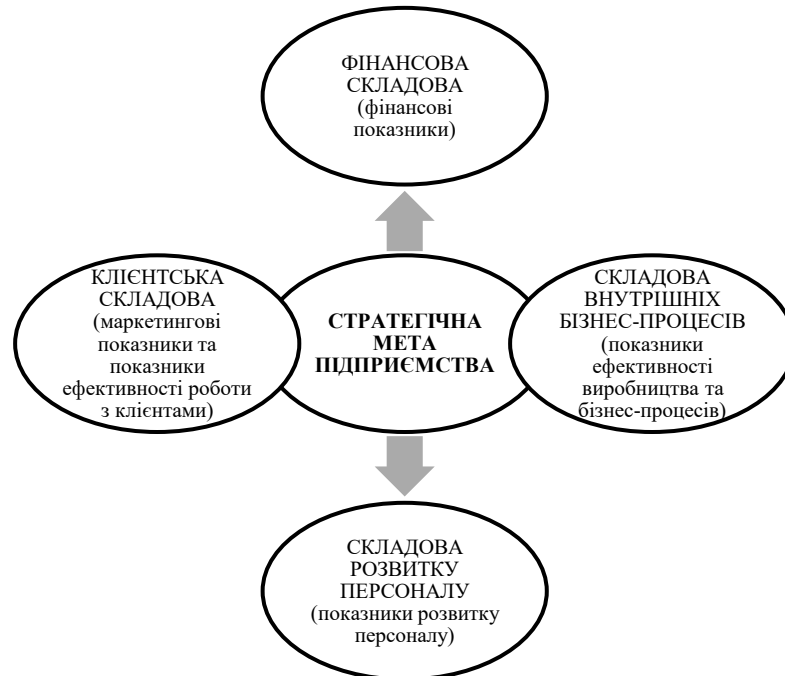 ФІНАНСОВА
СКЛАДОВА
(фінансові
показники)
КЛІЄНТСЬКА
СКЛАДОВА
(маркетингові
показники та
показники
ефективності роботи
з клієнтами)
СТРАТЕГІЧНА
МЕТА
ПІДПРИЄМСТВА
СКЛАДОВА
ВНУТРІШНІХ
БІЗНЕС-ПРОЦЕСІВ
(показники
ефективності
виробництва та
бізнес-процесів)
СКЛАДОВА
РОЗВИТКУ
ПЕРСОНАЛУ
(показники розвитку
персоналу)